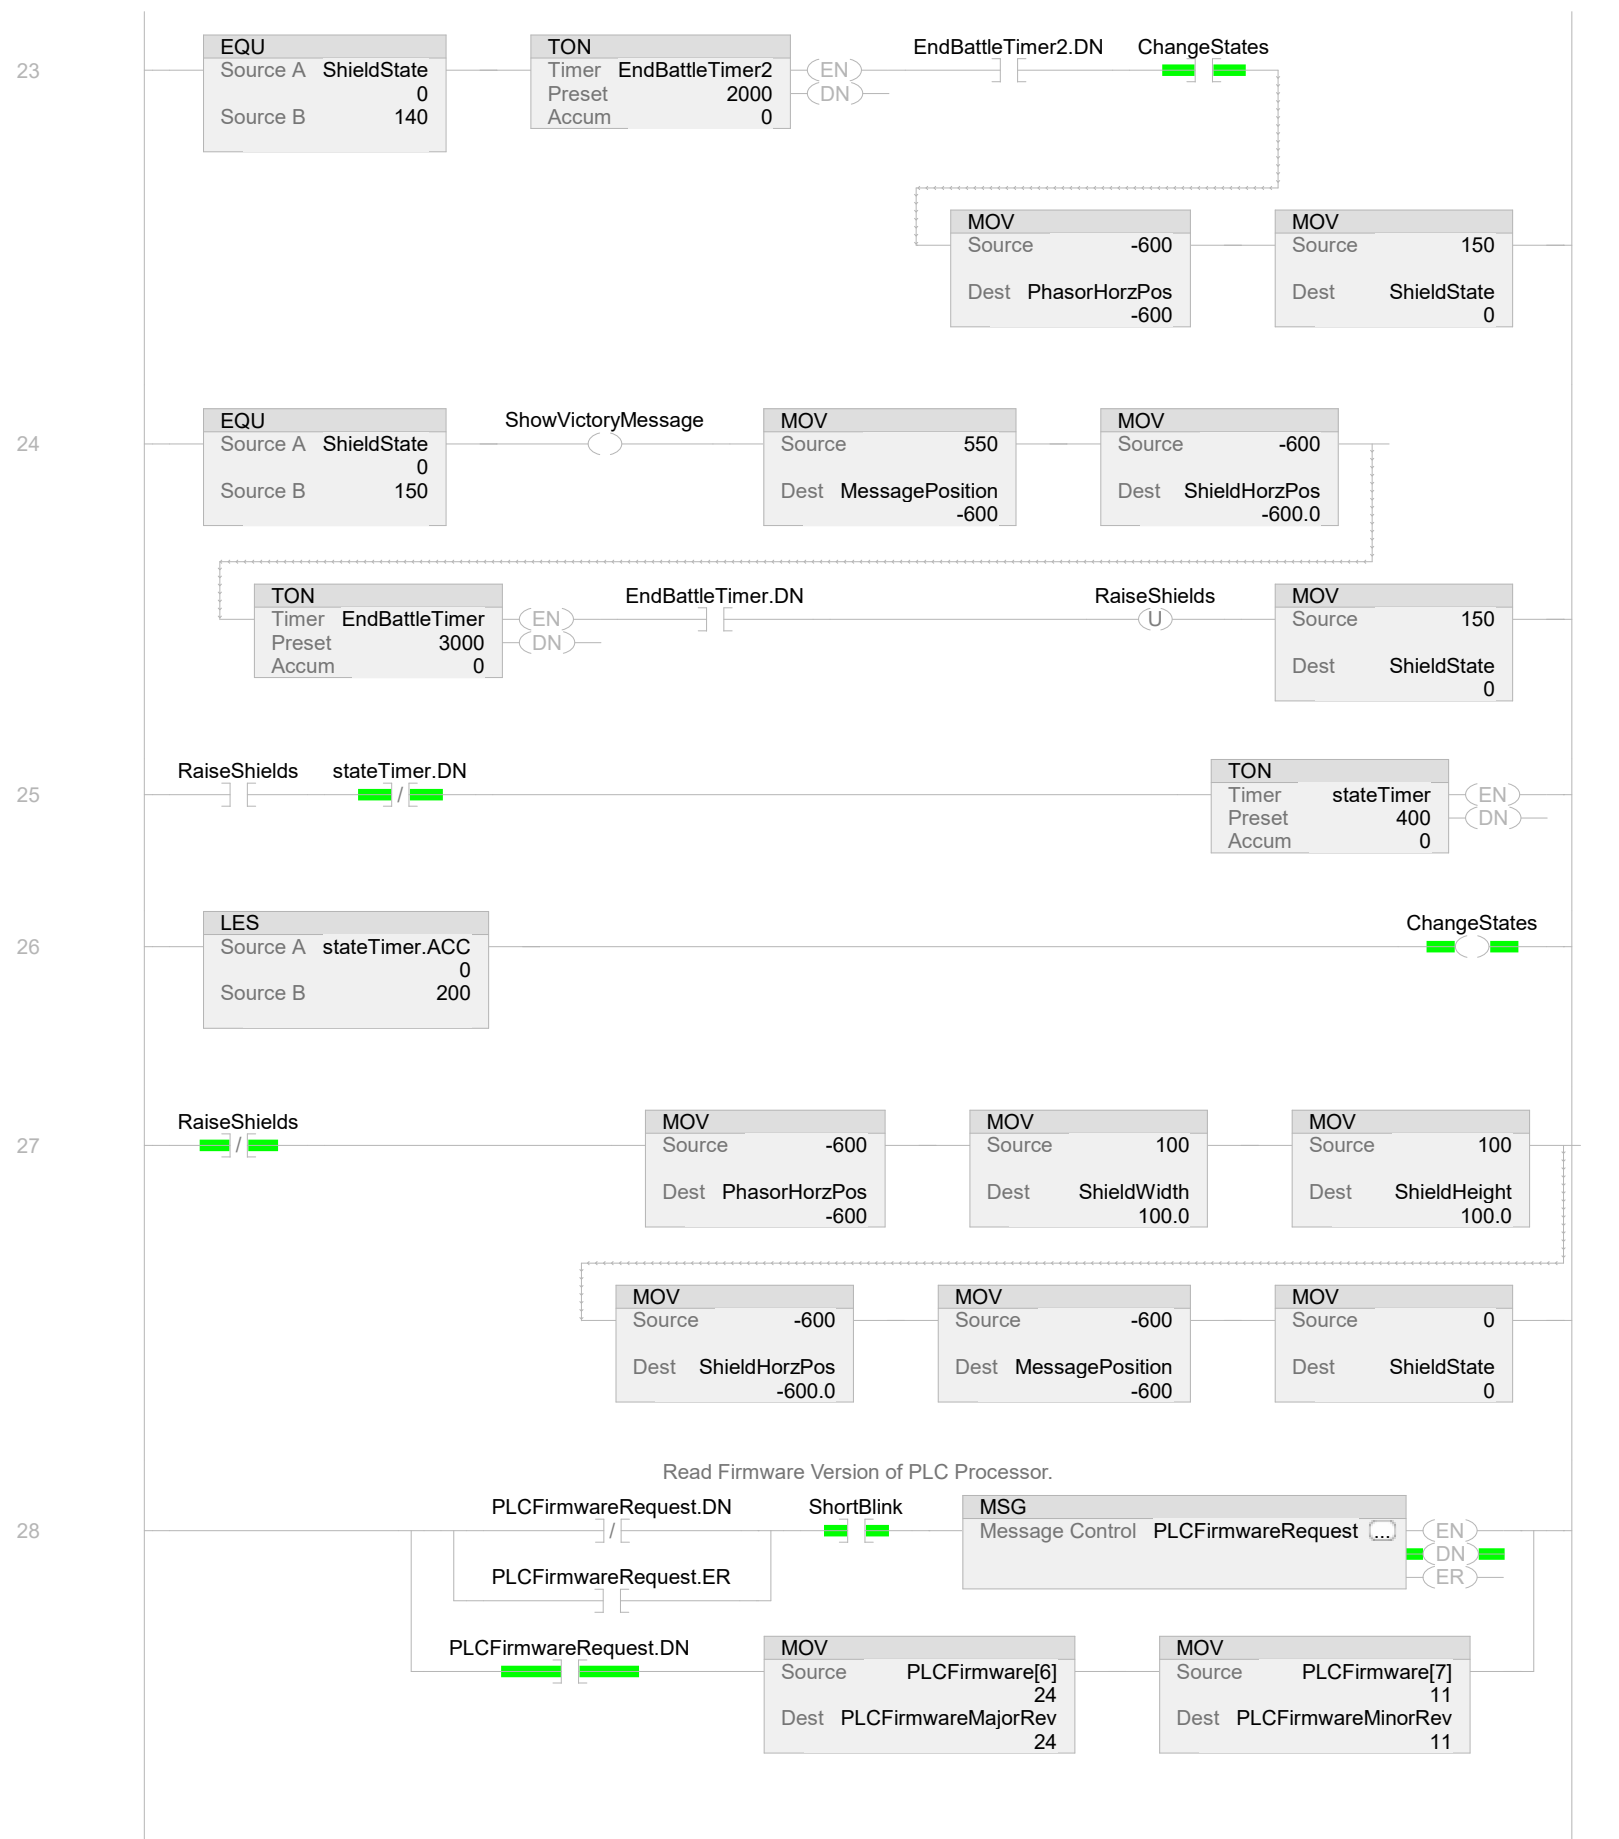 23
EQU
Source A ShieldState
0
Source B 140
TON
Timer EndBattleTimer2
Preset 2000
Accum 0
EN
DN
EndBattleTimer2.DN
ChangeStates
MOV
Source -600
Dest PhasorHorzPos
-600
MOV
Source 150
Dest ShieldState
0
24
EQU
Source A ShieldState
0
Source B 150
ShowVictoryMessage
MOV
Source 550
Dest MessagePosition
-600
MOV
Source -600
Dest ShieldHorzPos
-600.0
TON
Timer EndBattleTimer
Preset 3000
Accum 0
EN
DN
EndBattleTimer.DN
RaiseShields
U
MOV
Source 150
Dest ShieldState
0
25
RaiseShields
stateTimer.DN
/
TON
Timer stateTimer
Preset 400
Accum 0
EN
DN
26
LES
Source A stateTimer.ACC
0
Source B 200
ChangeStates
27
RaiseShields
/
MOV
Source -600
Dest PhasorHorzPos
-600
MOV
Source 100
Dest ShieldWidth
100.0
MOV
Source 100
Dest ShieldHeight
100.0
MOV
Source -600
Dest ShieldHorzPos
-600.0
MOV
Source -600
Dest MessagePosition
-600
MOV
Source 0
Dest ShieldState
0
Read Firmware Version of PLC Processor.
28
PLCFirmwareRequest.DN
/
PLCFirmwareRequest.ER
ShortBlink
MSG
Message Control PLCFirmwareRequest ...
EN
DN
ER
PLCFirmwareRequest.DN
MOV
Source PLCFirmware[6]
24
Dest PLCFirmwareMajorRev
24
MOV
Source PLCFirmware[7]
11
Dest PLCFirmwareMinorRev
11